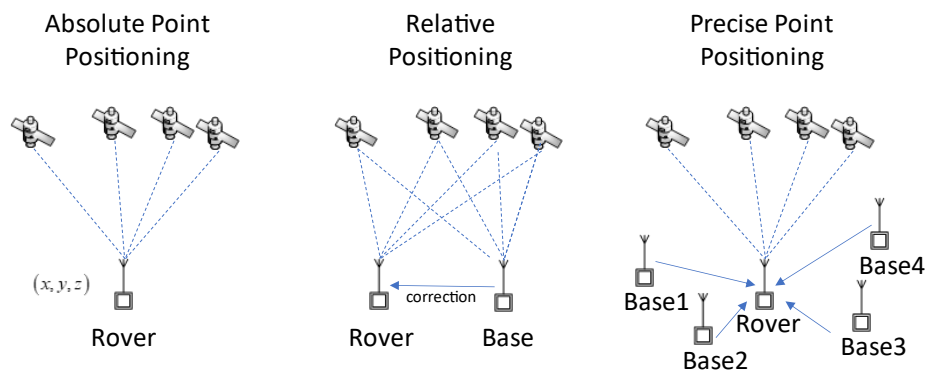 Absolute Point
Positioning
Relative
Positioning
Precise Point
Positioning
(x, y, z)
Rover
correction
Rover
Base
Base1
Base2
Rover
Base3
Base4